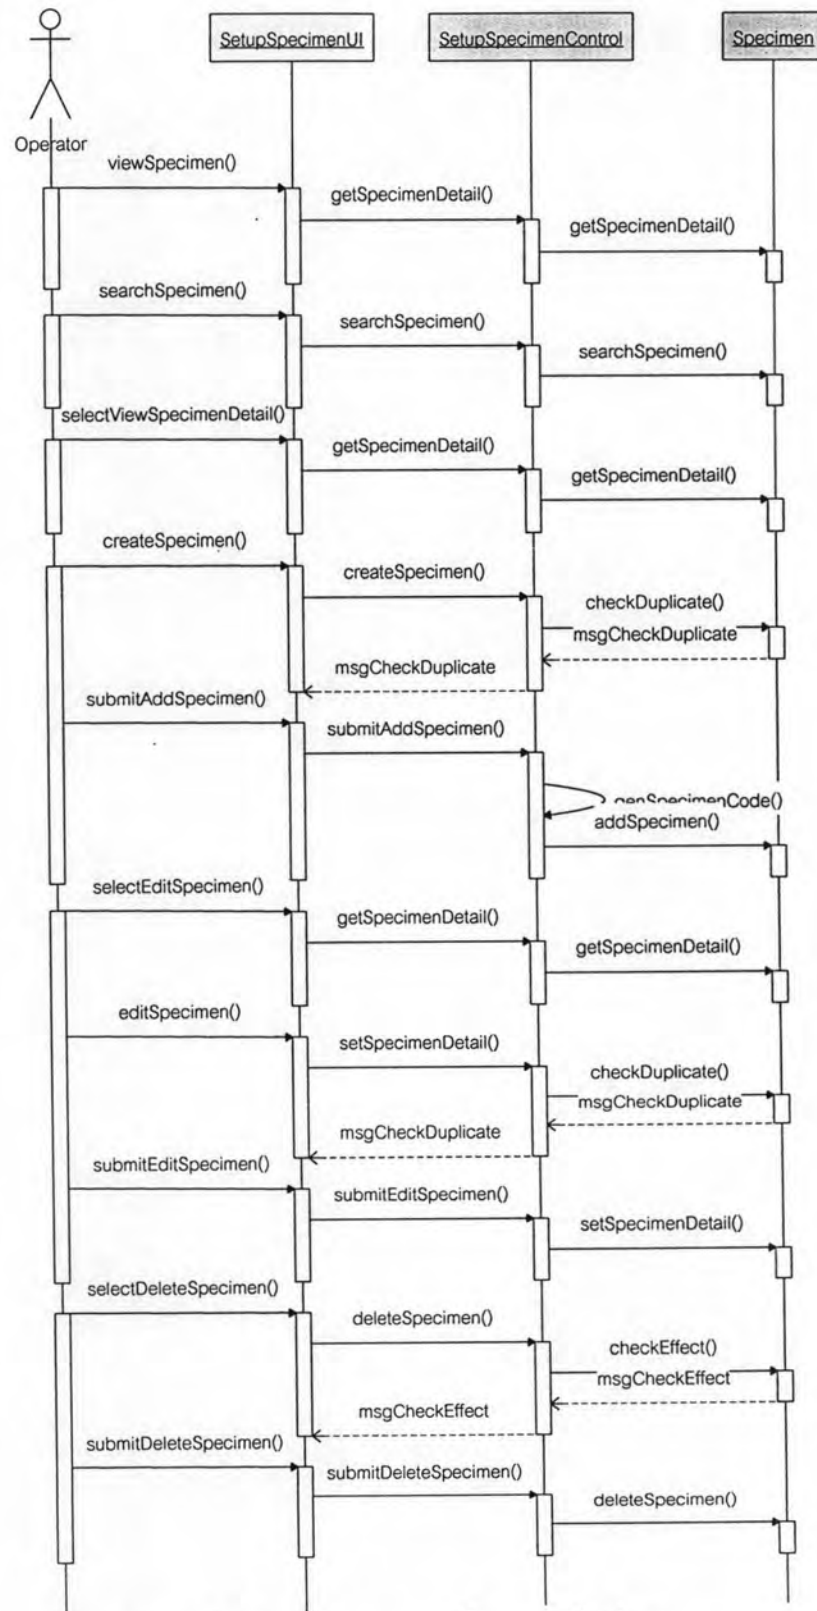 SetupSpecimenUI
SetupSpecimenControl
Specimen
Operator
viewSpecimen()
getSpecimenDetail()
getSpecimenDetail()
searchSpecimen()
searchSpecimen()
searchSpecimen()
selectViewSpecimenDetail()
getSpecimenDetail()
getSpecimenDetail()
createSpecimen()
createSpecimen()
checkDuplicate()
msgCheckDuplicate
msgCheckDuplicate
submitAddSpecimen()
submitAddSpecimen()
genSpecimenCode()
addSpecimen()
selectEditSpecimen()
getSpecimenDetail()
getSpecimenDetail()
editSpecimen()
setSpecimenDetail()
checkDuplicate()
msgCheckDuplicate
msgCheckDuplicate
submitEditSpecimen()
submitEditSpecimen()
setSpecimenDetail()
selectDeleteSpecimen()
deleteSpecimen()
checkEffect()
msgCheckEffect
msgCheckEffect
submitDeleteSpecimen()
submitDeleteSpecimen()
deleteSpecimen()